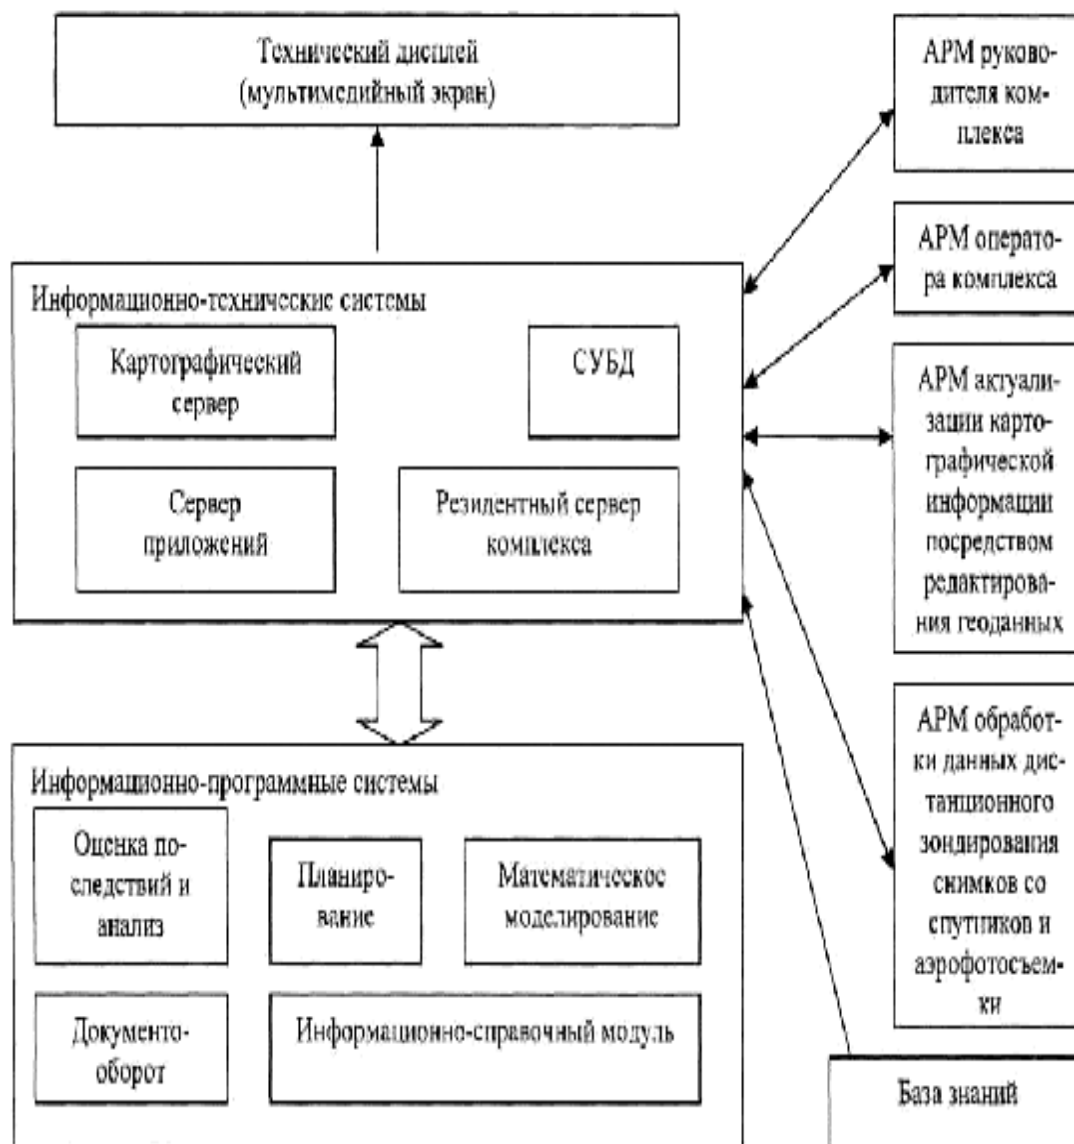 Технический дисплей
(мультимедийный экран)
АРМ руково-
дителя ком-
плекса
АРМ операто-
ра комплекса
Информационно-технические системы
Картографический
сервер
СУБД
Сервер
приложений
Резидентный сервер
комплекса
АРМ актуали-
зации карто-
графической
информации
посредством
редактирова-
ния геоданных
АРМ обработ-
ки данных дис-
танционного
зондирования
снимков со
спутников и
аэрофотосъем-
ки
Информационно-программные системы
Оценка по-
следствий и
анализ
Планиро-
вание
Математическое
моделирование
Документо-
оборот
Информационно-справочный модуль
База знаний